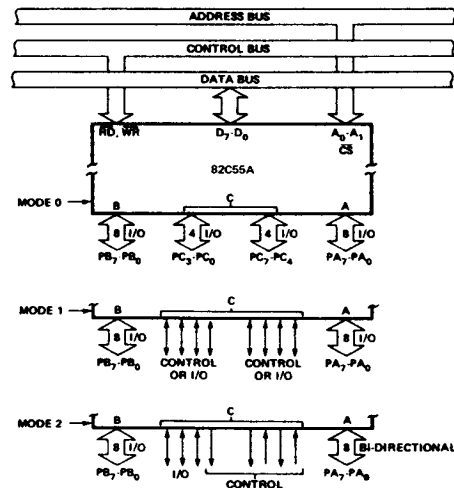 ADDRESS BUS
CONTROL BUS
DATA BUS
RD, WR D7-D0 A0-A1
CS
82C55A
MODE 0 B C A
8 I/O 4 I/O 4 I/O 8 I/O
PB7-PB0 PC3-PC0 PC7-PC4 PA7-PA0
MODE 1 B C A
8 I/O 8 I/O
PB7-PB0 CONTROL OR I/O CONTROL OR I/O PA7-PA0
MODE 2 B C A
8 I/O BI-DIRECTIONAL
8
PB7-PB0 I/O PA7-PA0
CONTROL